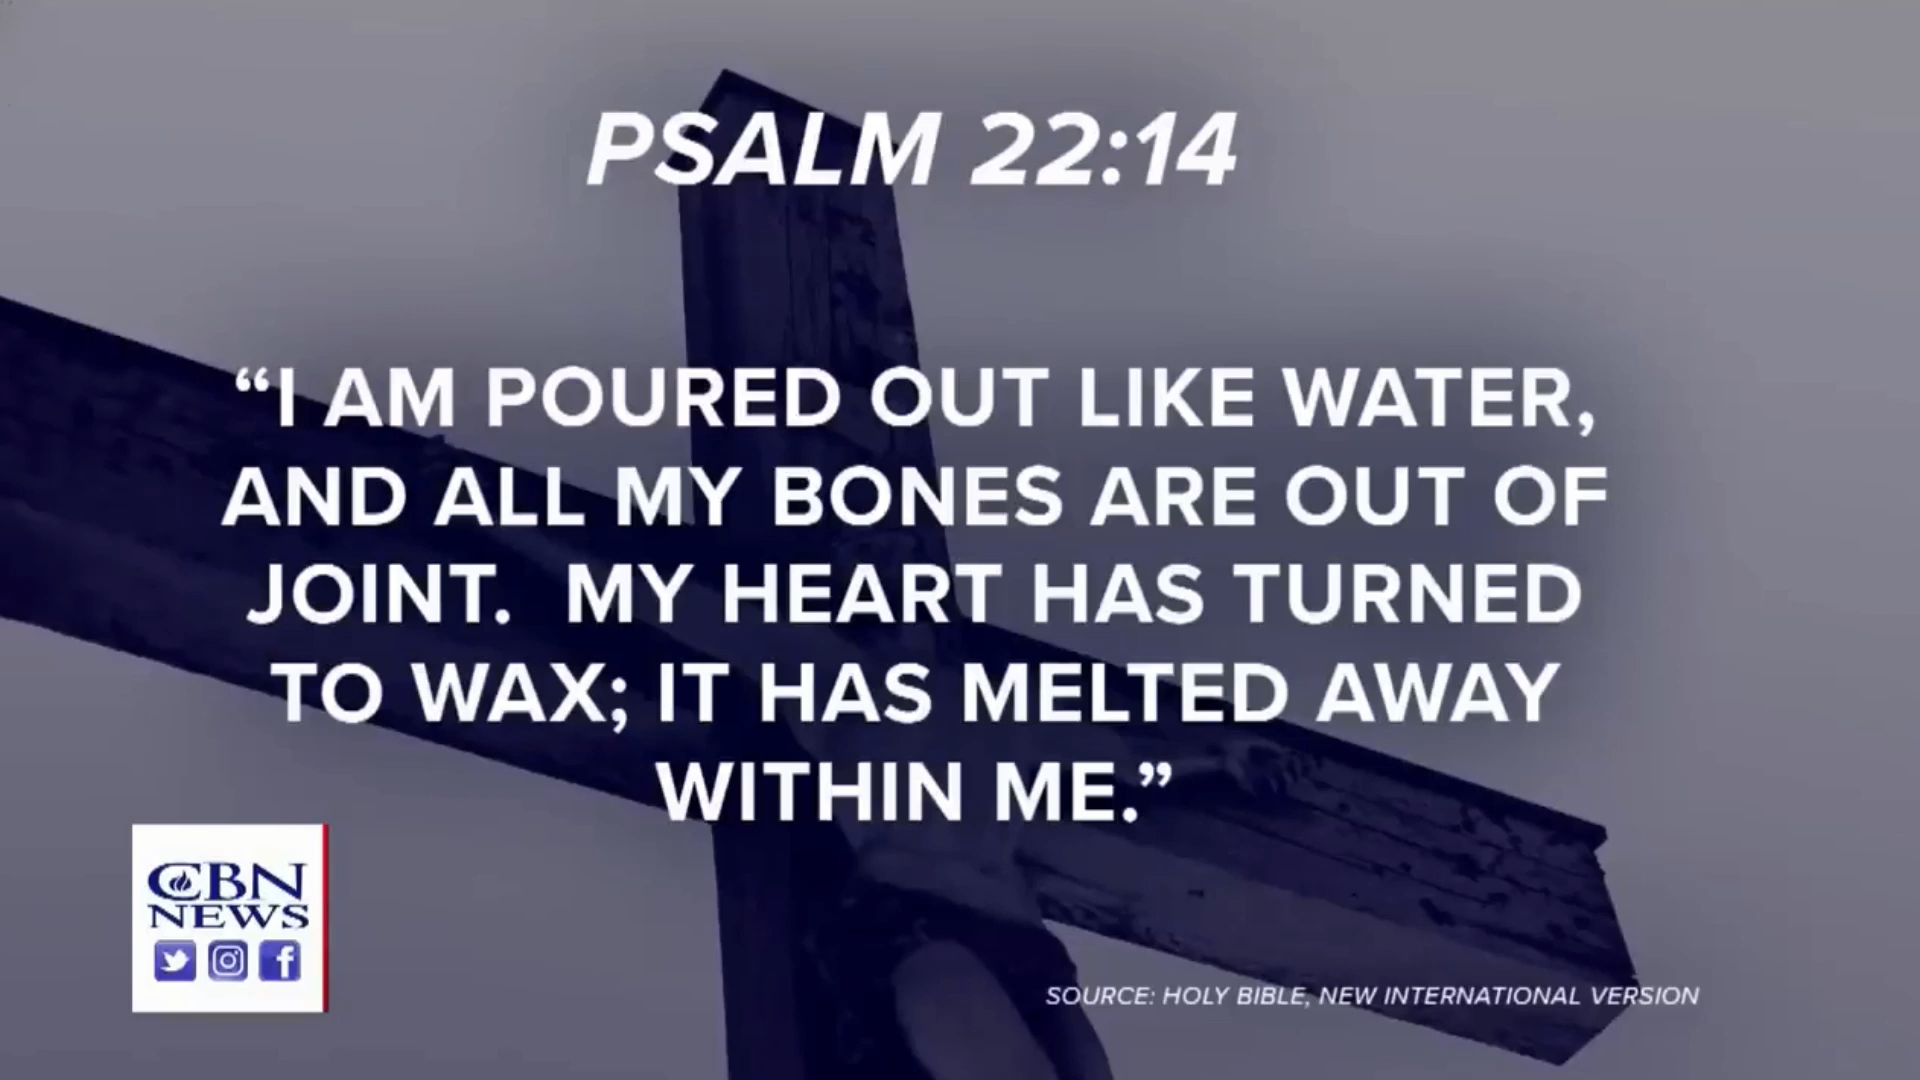 PSALM 22:14
“I AM POURED OUT LIKE WATER,
AND ALL MY BONES ARE OUT OF
JOINT.  MY HEART HAS TURNED
TO WAX; IT HAS MELTED AWAY
WITHIN ME.”
CBN
NEWS
SOURCE: HOLY BIBLE, NEW INTERNATIONAL VERSION